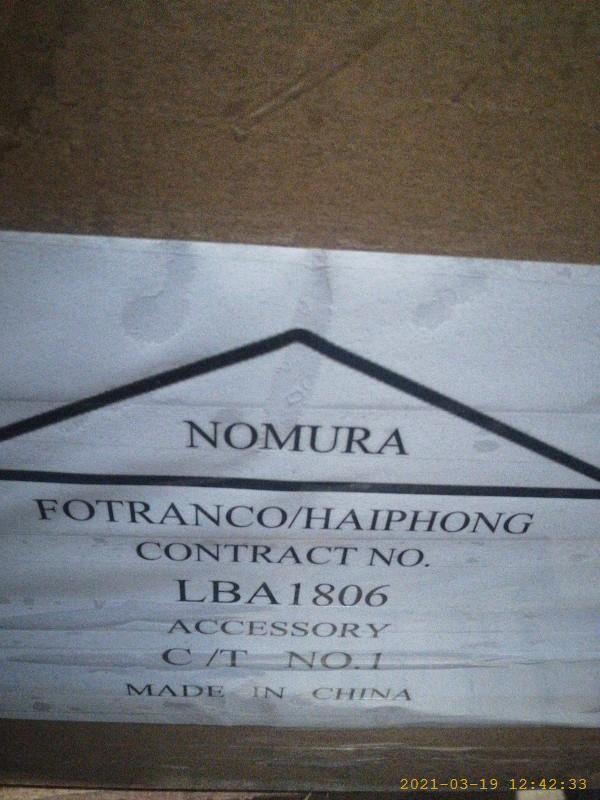 NOMURA
FOTRANCO/HAIPHONG
CONTRACT NO.
LBA1806
ACCESSORY
C/T NO.1
MADE IN CHINA
2021-03-19 12:42:33